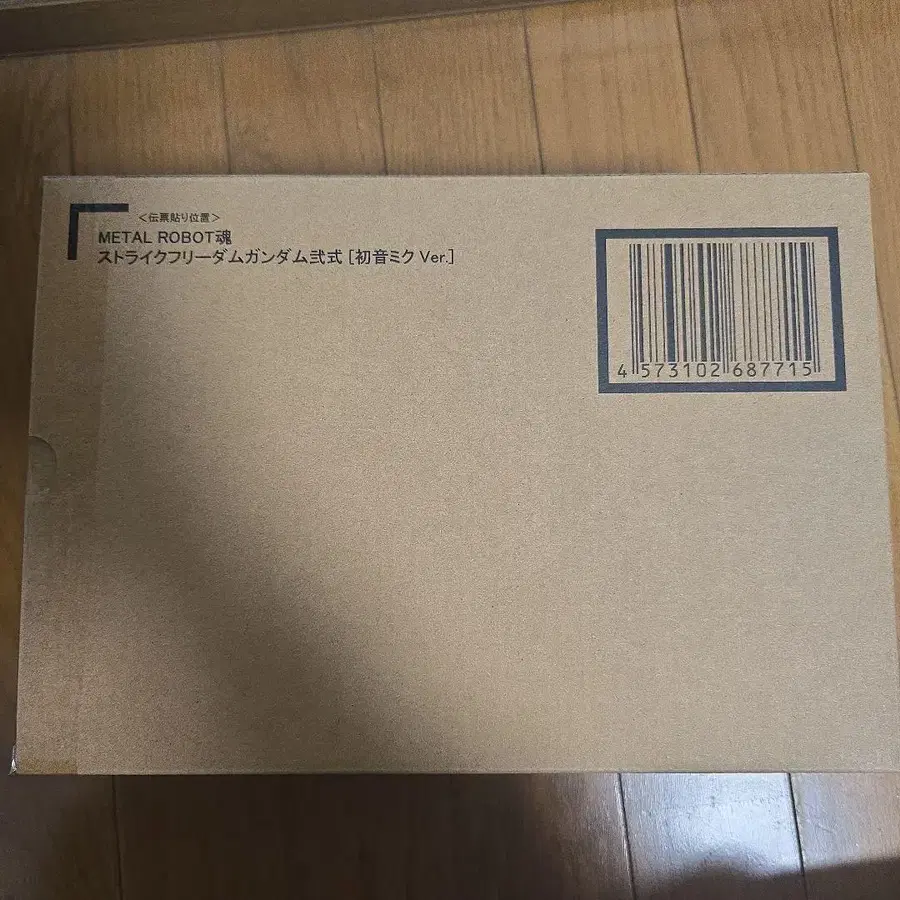 ＜伝票貼り位置＞
METAL ROBOT魂
ストライクフリーダムガンダム弐式 [初音ミク Ver.]
4 573102 687715